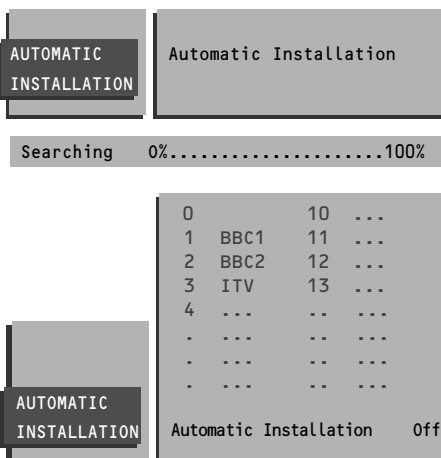 AUTOMATIC
INSTALLATION
Automatic Installation
Searching 0%.....................100%
0 10 ...
1 BBC1 11 ...
2 BBC2 12 ...
3 ITV 13 ...
4 ... .. ...
. ... .. ...
. ... .. ...
. ... .. ...
AUTOMATIC
INSTALLATION
Automatic Installation Off